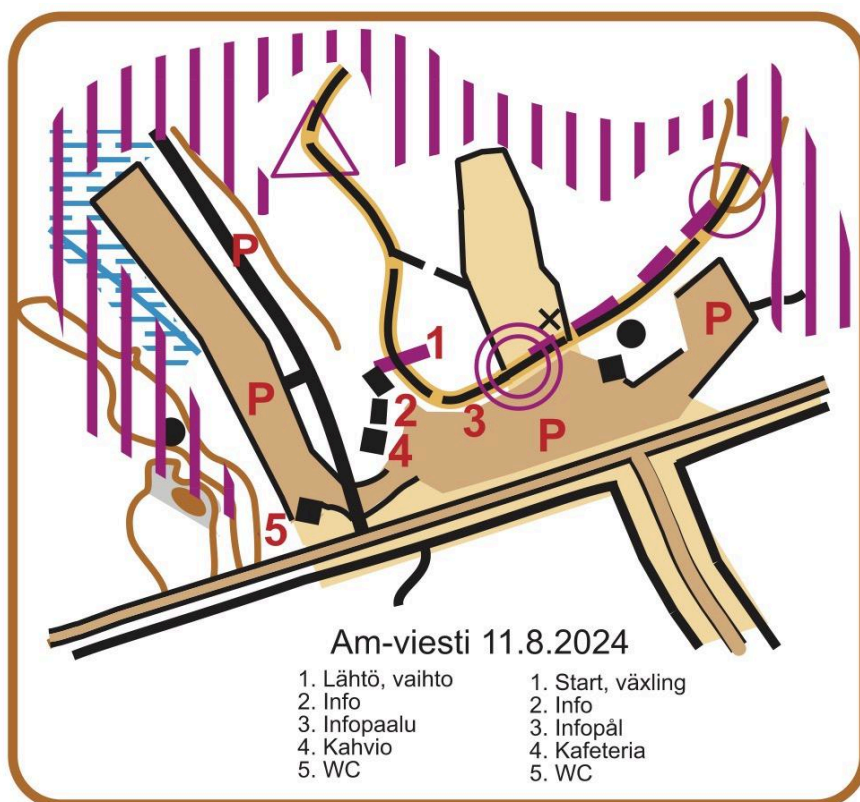 P
P
P
1
2
3
P
4
5
Am-viesti 11.8.2024
1. Lähtö, vaihto
2. Info
3. Infopaalu
4. Kahvio
5. WC
1. Start, växling
2. Info
3. Infopål
4. Kafeteria
5. WC